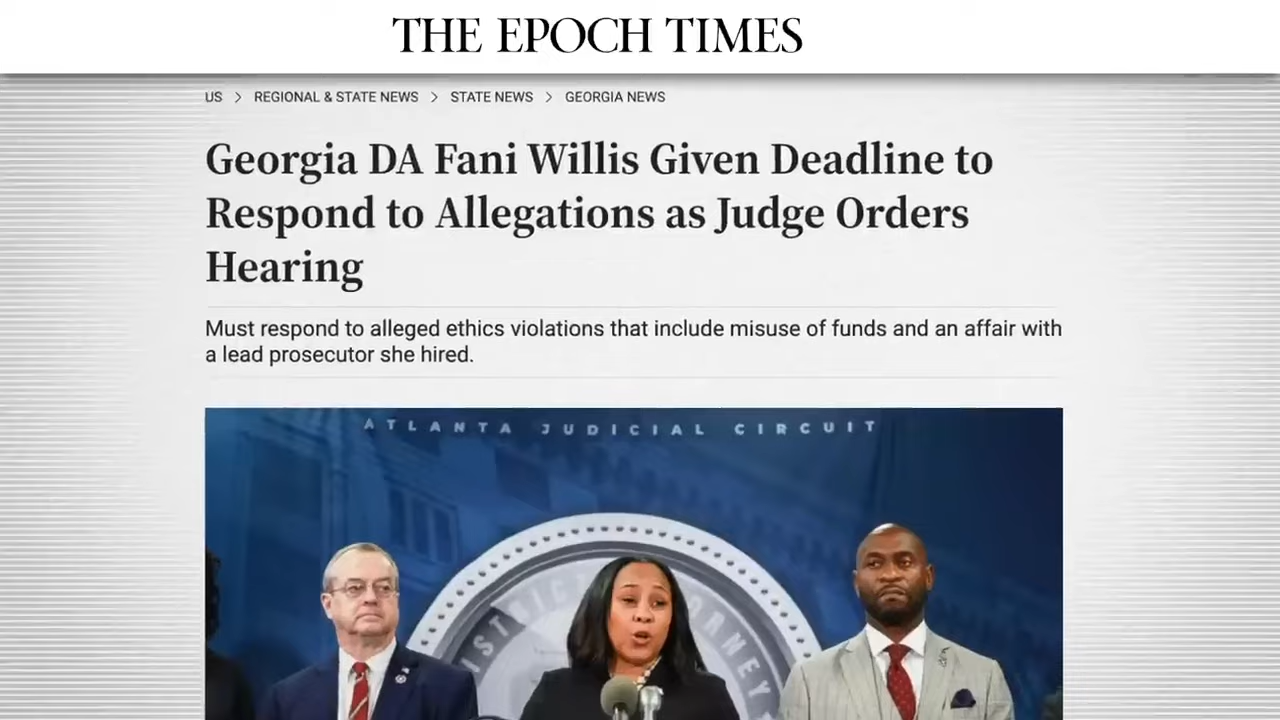 THE EPOCH TIMES
US > REGIONAL & STATE NEWS > STATE NEWS > GEORGIA NEWS
Georgia DA Fani Willis Given Deadline to
Respond to Allegations as Judge Orders
Hearing
Must respond to alleged ethics violations that include misuse of funds and an affair with
a lead prosecutor she hired.
ATLANTA JUDICIAL CIRCUIT